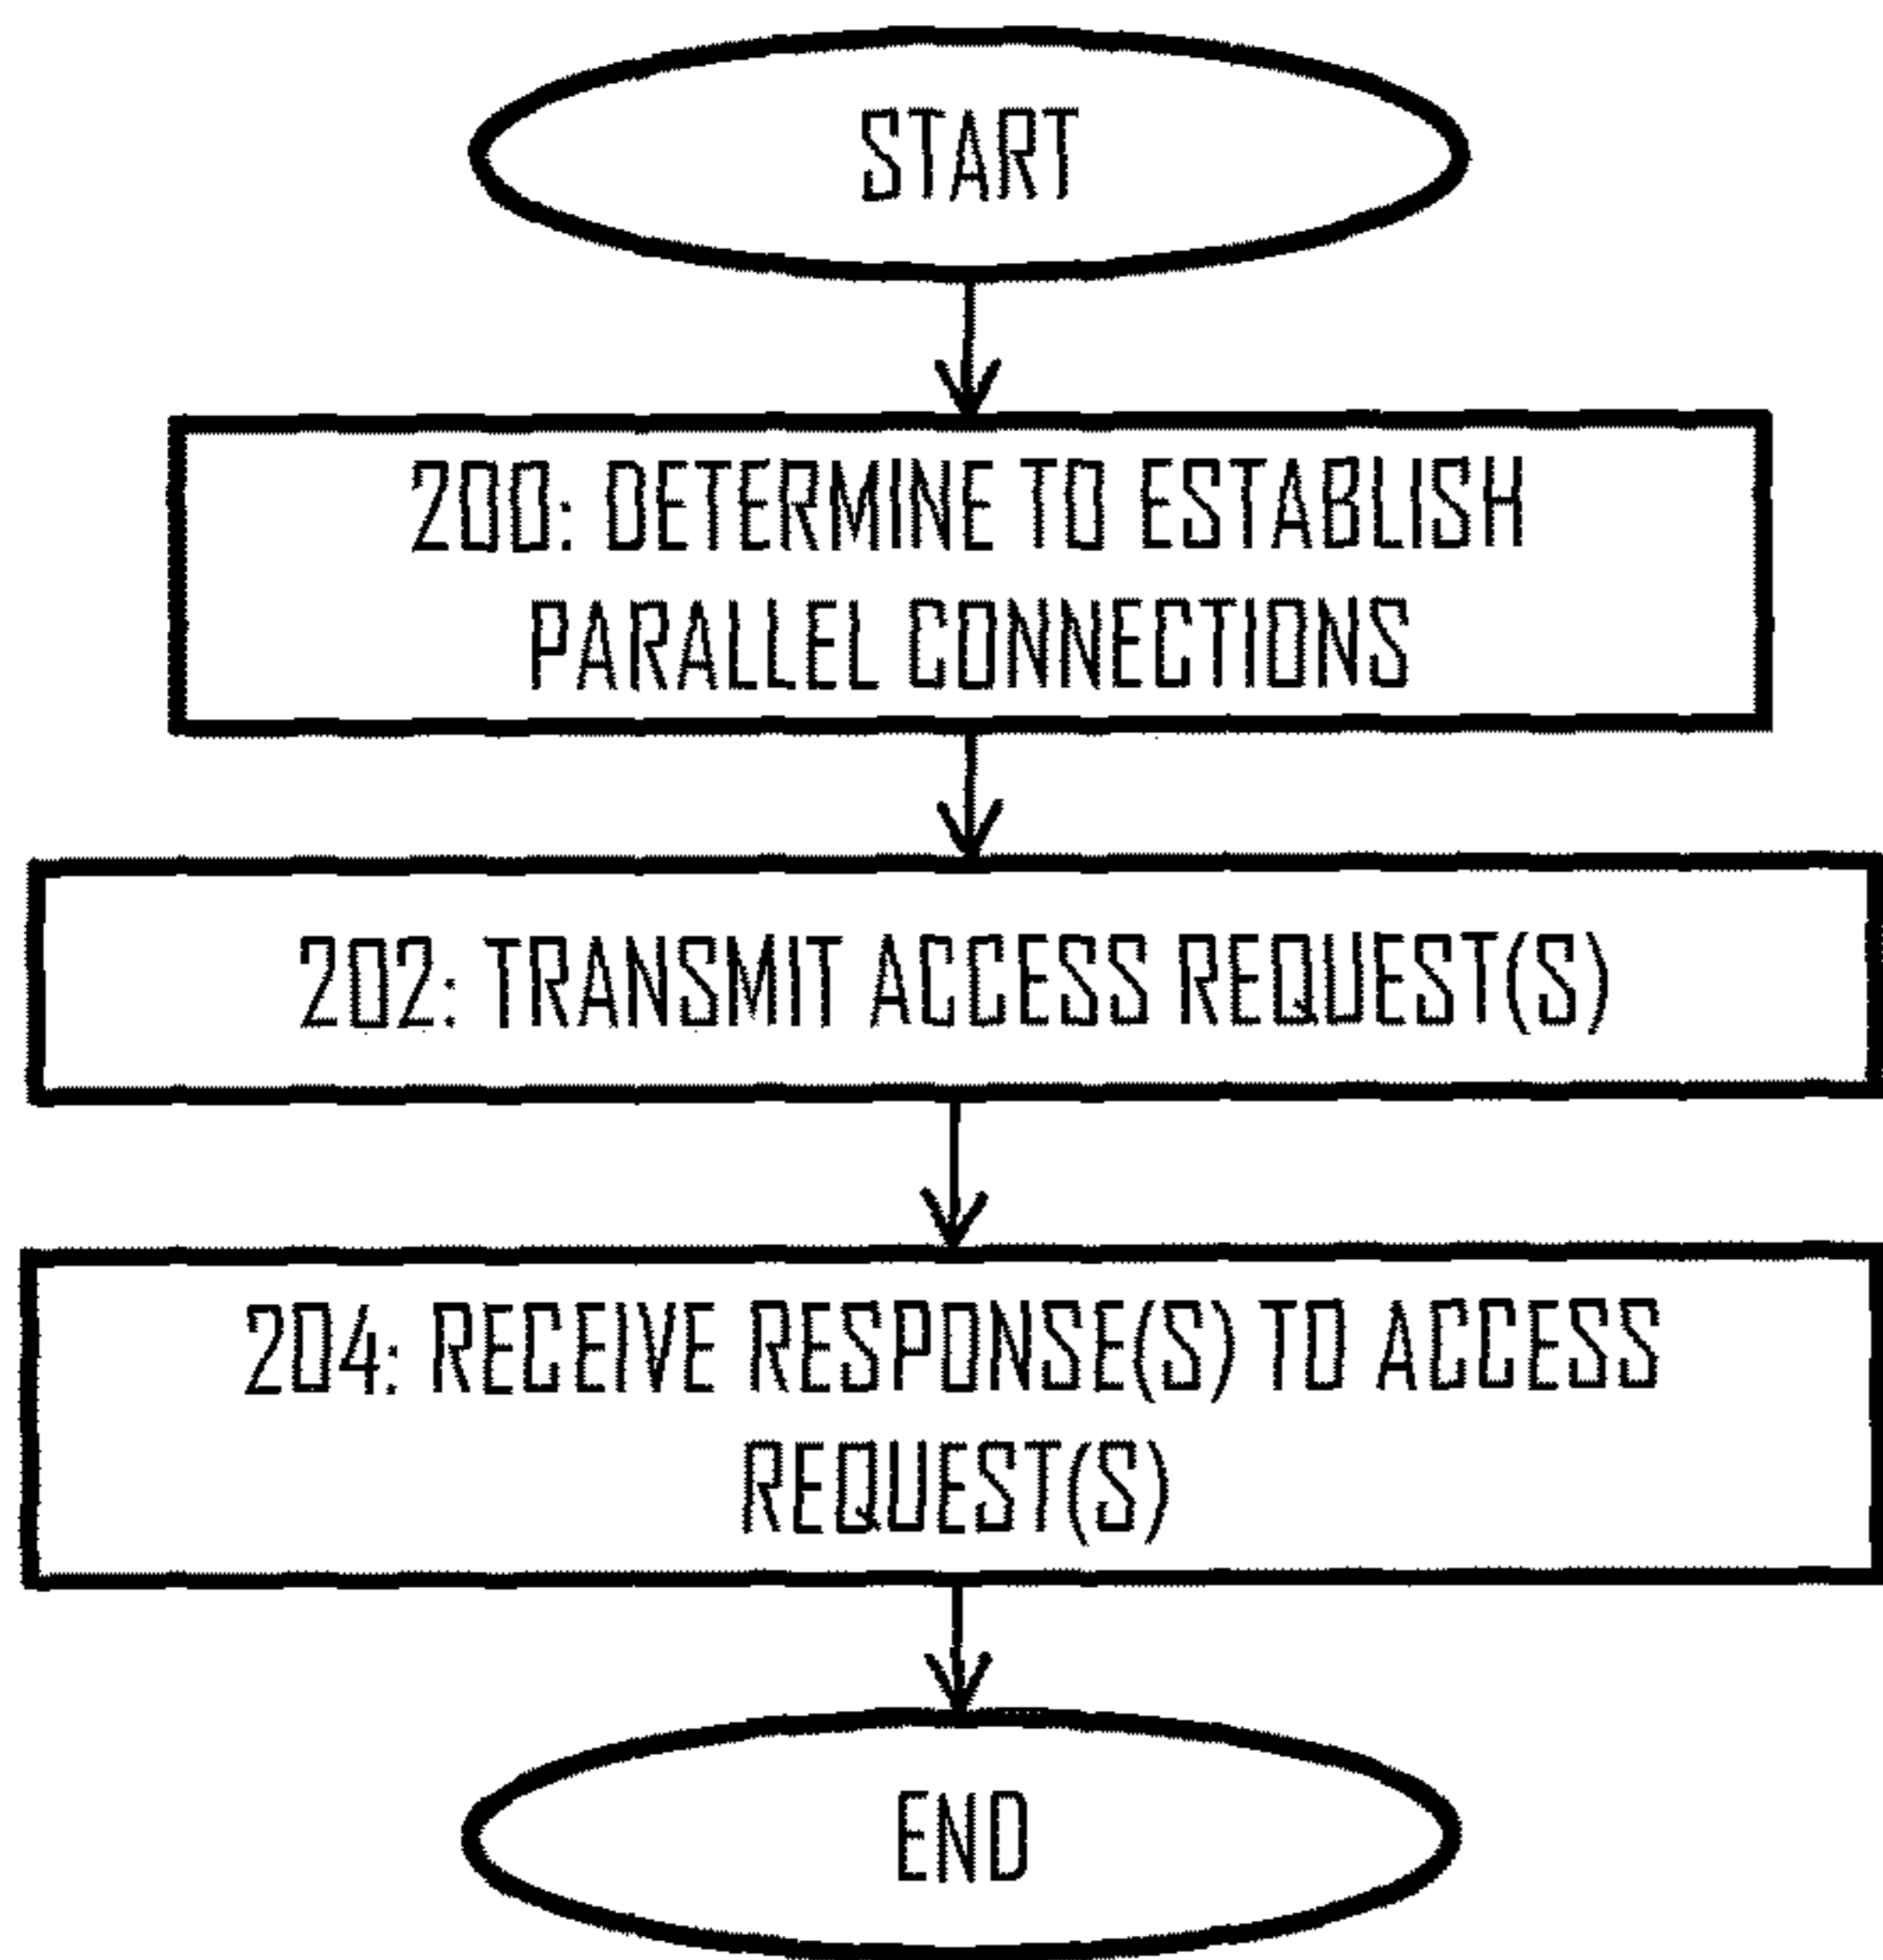 START
200: DETERMINE TO ESTABLISH
PARALLEL CONNECTIONS
202: TRANSMIT ACCESS REQUEST(S)
204: RECEIVE RESPONSE(S) TO ACCESS
REQUEST(S)
END